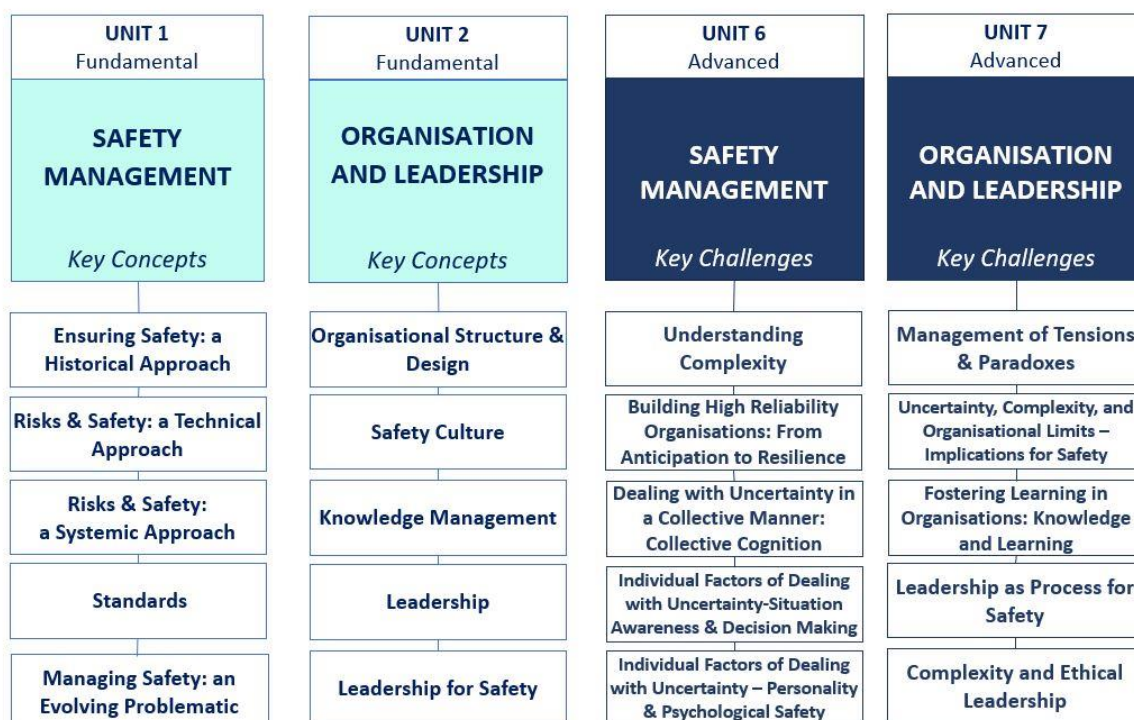 UNIT 1
Fundamental
SAFETY
MANAGEMENT
Key Concepts
Ensuring Safety: a
Historical Approach
Risks & Safety: a Technical
Approach
Risks & Safety:
a Systemic Approach
Standards
Managing Safety: an
Evolving Problematic
UNIT 2
Fundamental
ORGANISATION
AND LEADERSHIP
Key Concepts
Organisational Structure &
Design
Safety Culture
Knowledge Management
Leadership
Leadership for Safety
UNIT 6
Advanced
SAFETY
MANAGEMENT
Key Challenges
Understanding
Complexity
Building High Reliability
Organisations: From
Anticipation to Resilience
Dealing with Uncertainty in
a Collective Manner:
Collective Cognition
Individual Factors of Dealing
with Uncertainty-Situation
Awareness & Decision Making
Individual Factors of Dealing
with Uncertainty – Personality
& Psychological Safety
UNIT 7
Advanced
ORGANISATION
AND LEADERSHIP
Key Challenges
Management of Tensions
& Paradoxes
Uncertainty, Complexity, and
Organisational Limits –
Implications for Safety
Fostering Learning in
Organisations: Knowledge
and Learning
Leadership as Process for
Safety
Complexity and Ethical
Leadership